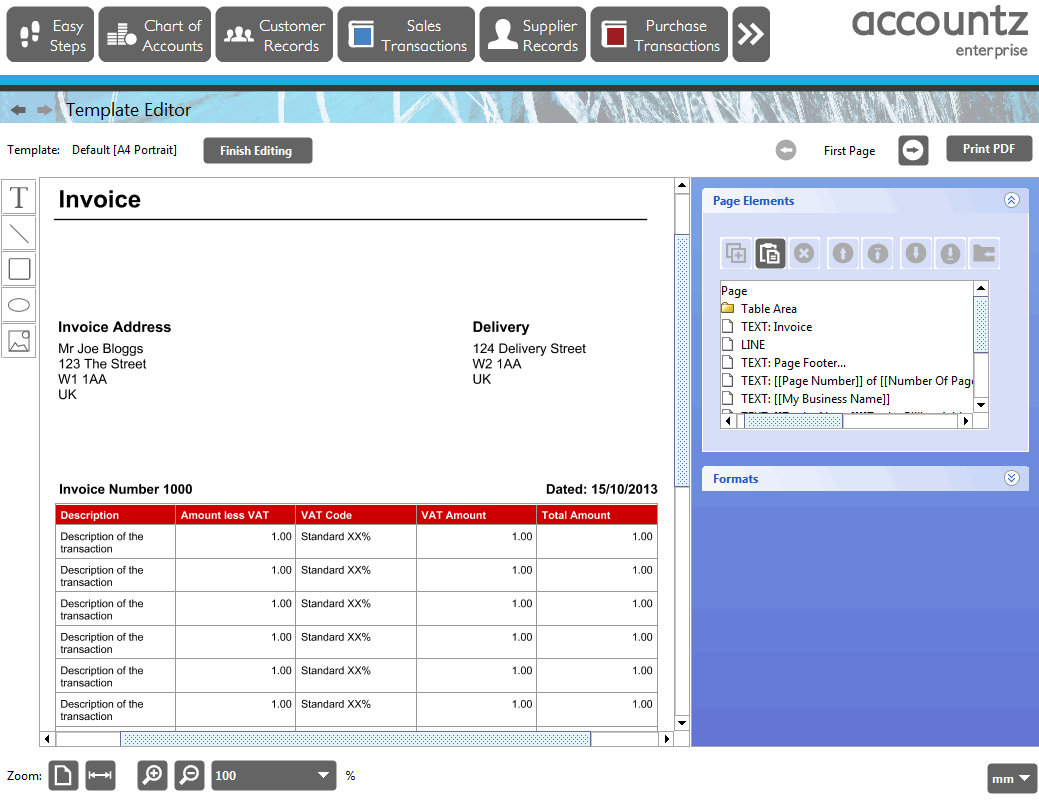 Easy Steps
Chart of Accounts
Customer Records
Sales Transactions
Supplier Records
Purchase Transactions
accountz
enterprise
Template Editor
Template: Default [A4 Portrait] Finish Editing First Page Print PDF
T
Invoice
Invoice Address
Mr Joe Bloggs
123 The Street
W1 1AA
UK
Delivery
124 Delivery Street
W2 1AA
UK
Invoice Number 1000 Dated: 15/10/2013
Description Amount less VAT VAT Code VAT Amount Total Amount
Description of the transaction 1.00 Standard XX% 1.00 1.00
Description of the transaction 1.00 Standard XX% 1.00 1.00
Description of the transaction 1.00 Standard XX% 1.00 1.00
Description of the transaction 1.00 Standard XX% 1.00 1.00
Description of the transaction 1.00 Standard XX% 1.00 1.00
Description of the transaction 1.00 Standard XX% 1.00 1.00
Page Elements
Page
Table Area
TEXT: Invoice
LINE
TEXT: Page Footer...
TEXT: [[Page Number]] of [[Number Of Page
TEXT: [[My Business Name]]
Formats
Zoom: 100 %
mm